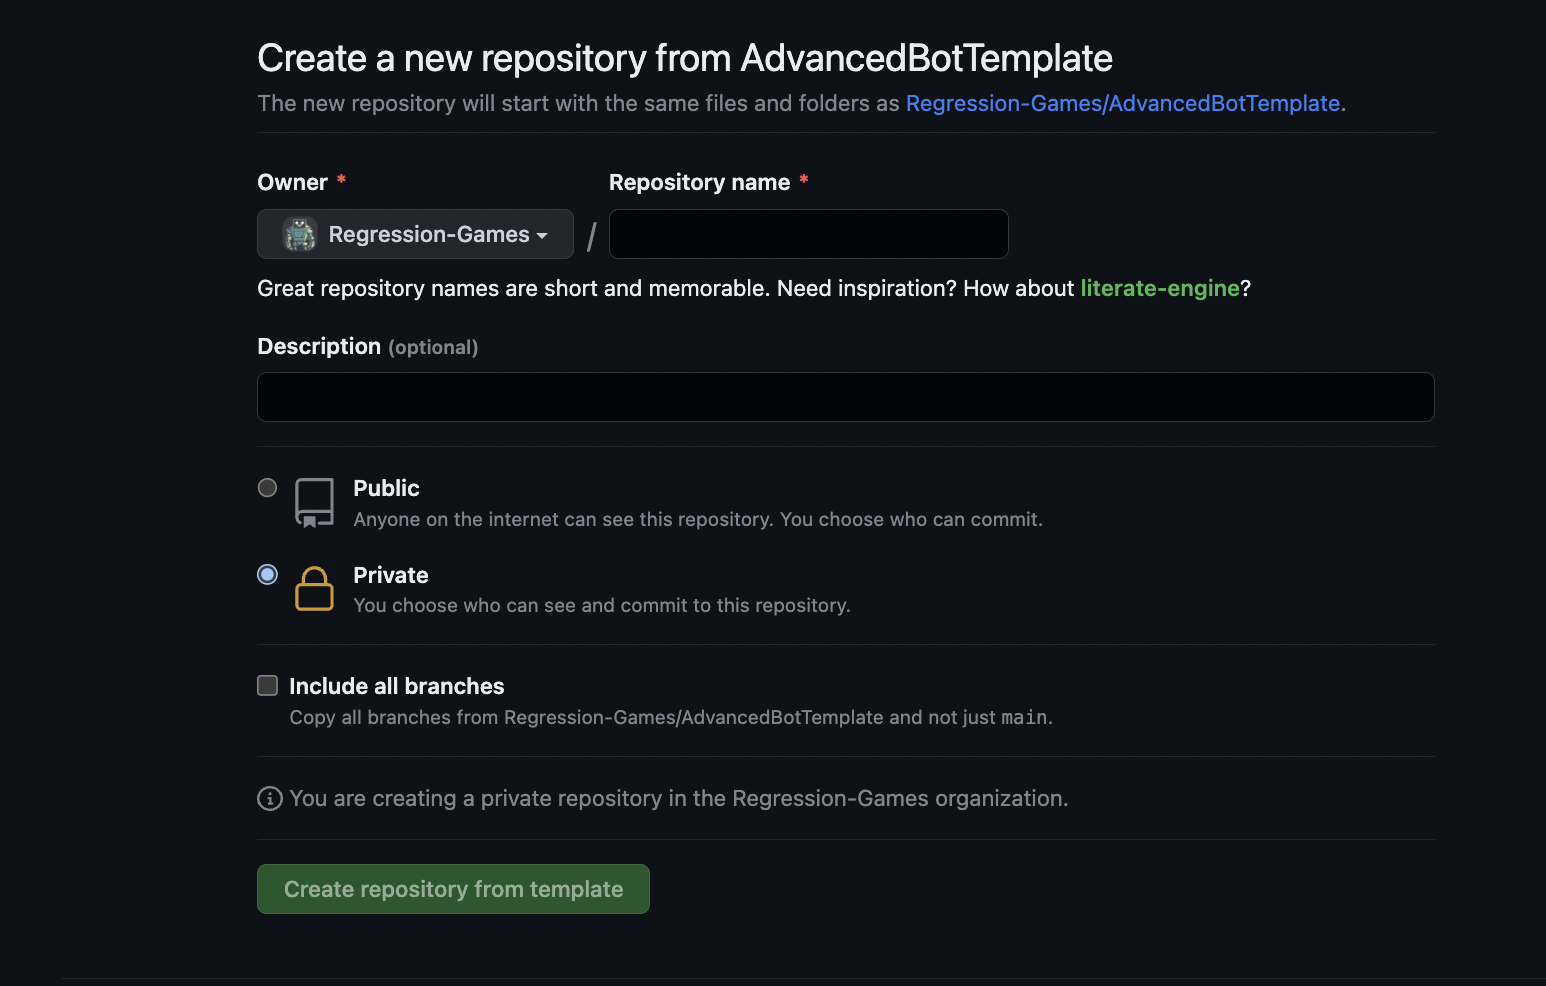 Create a new repository from AdvancedBotTemplate
The new repository will start with the same files and folders as Regression-Games/AdvancedBotTemplate.
Owner * Repository name *
Regression-Games /
Great repository names are short and memorable. Need inspiration? How about literate-engine?
Description (optional)
Public
Anyone on the internet can see this repository. You choose who can commit.
Private
You choose who can see and commit to this repository.
Include all branches
Copy all branches from Regression-Games/AdvancedBotTemplate and not just main.
You are creating a private repository in the Regression-Games organization.
Create repository from template